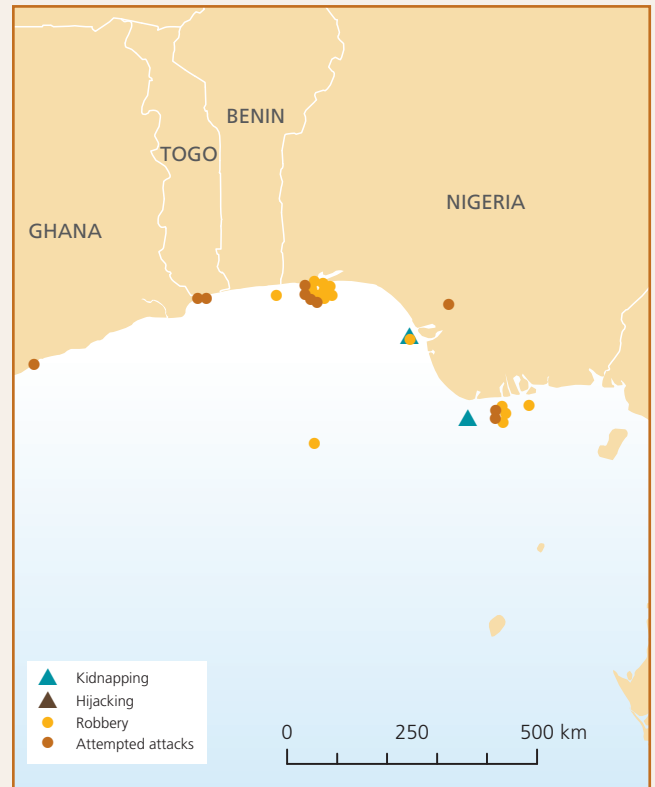 BENIN
TOGO
NIGERIA
GHANA
Kidnapping
Hijacking
Robbery
Attempted attacks
0 250 500 km